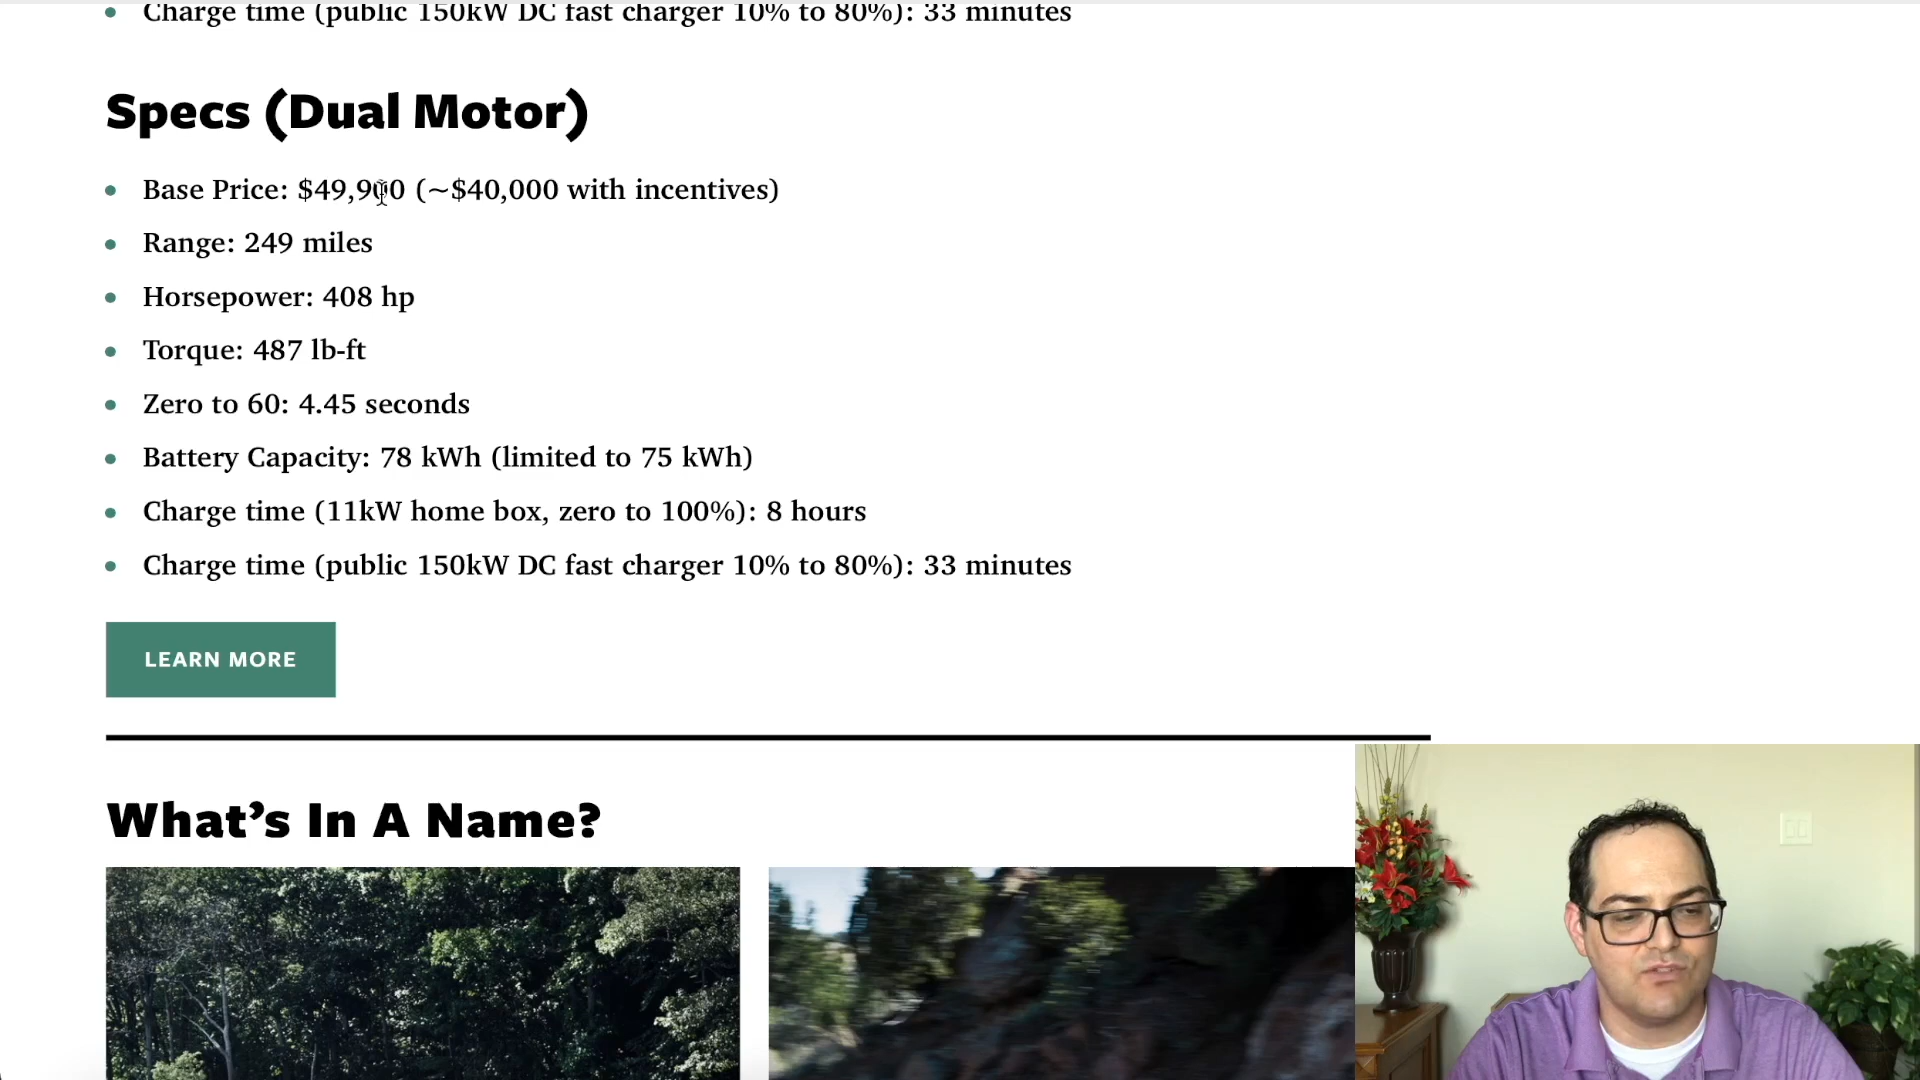 Charge time (public 150kW DC fast charger 10% to 80%): 33 minutes
Specs (Dual Motor)
Base Price: $49,900 (~$40,000 with incentives)
Range: 249 miles
Horsepower: 408 hp
Torque: 487 lb-ft
Zero to 60: 4.45 seconds
Battery Capacity: 78 kWh (limited to 75 kWh)
Charge time (11kW home box, zero to 100%): 8 hours
Charge time (public 150kW DC fast charger 10% to 80%): 33 minutes
LEARN MORE
What’s In A Name?